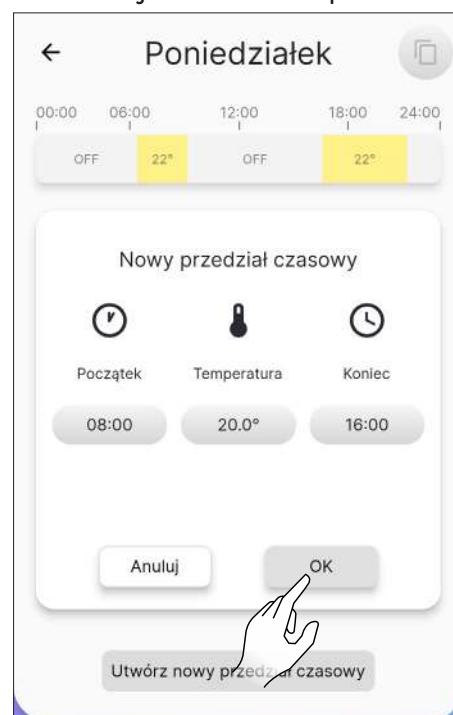 Poniedziałek
00:00 06:00 12:00 18:00 24:00
OFF 22° OFF 22°
Nowy przedział czasowy
Początek Temperatura Koniec
08:00 20.0° 16:00
Anuluj OK
Utwórz nowy przedział czasowy